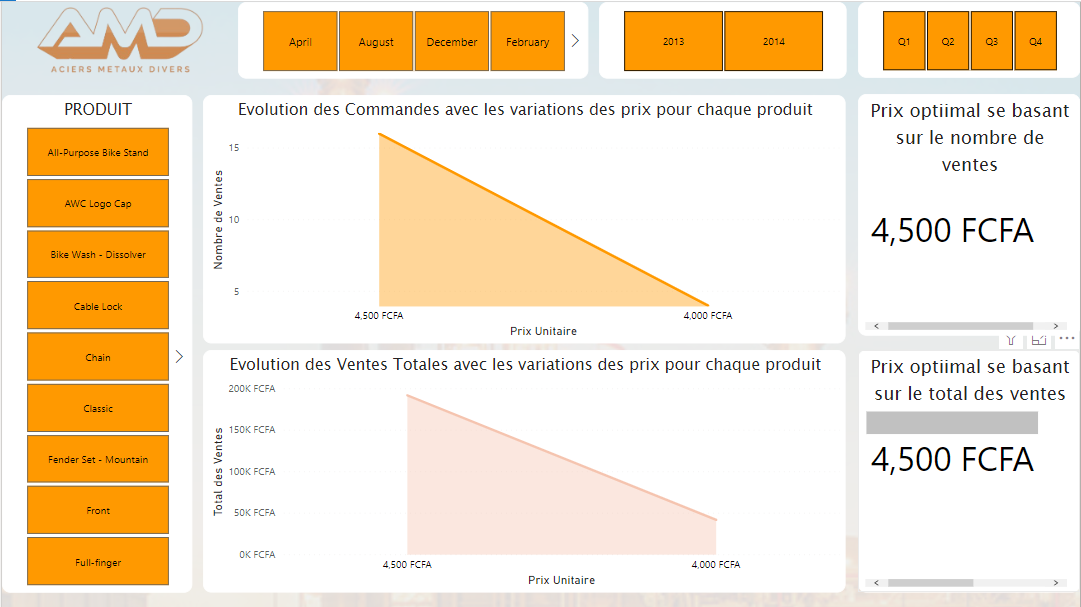 AMD
ACIERS METAUX DIVERS
April
August
December
February
2013
2014
Q1
Q2
Q3
Q4
PRODUIT
All-Purpose Bike Stand
AWC Logo Cap
Bike Wash - Dissolver
Cable Lock
Chain
Classic
Fender Set - Mountain
Front
Full-finger
Evolution des Commandes avec les variations des prix pour chaque produit
Nombre de Ventes
15
10
5
4,500 FCFA
4,000 FCFA
Prix Unitaire
Prix optiimal se basant
sur le nombre de
ventes
4,500 FCFA
Evolution des Ventes Totales avec les variations des prix pour chaque produit
Total des Ventes
200K FCFA
150K FCFA
100K FCFA
50K FCFA
0K FCFA
4,500 FCFA
4,000 FCFA
Prix Unitaire
Prix optiimal se basant
sur le total des ventes
4,500 FCFA